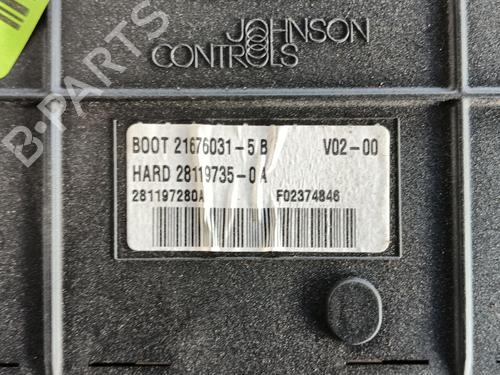 JOHNSON
CONTROLS
B-PARTS
BOOT 21676031-5 B V02-00
HARD 28119735-0 A
281197280A F02374846